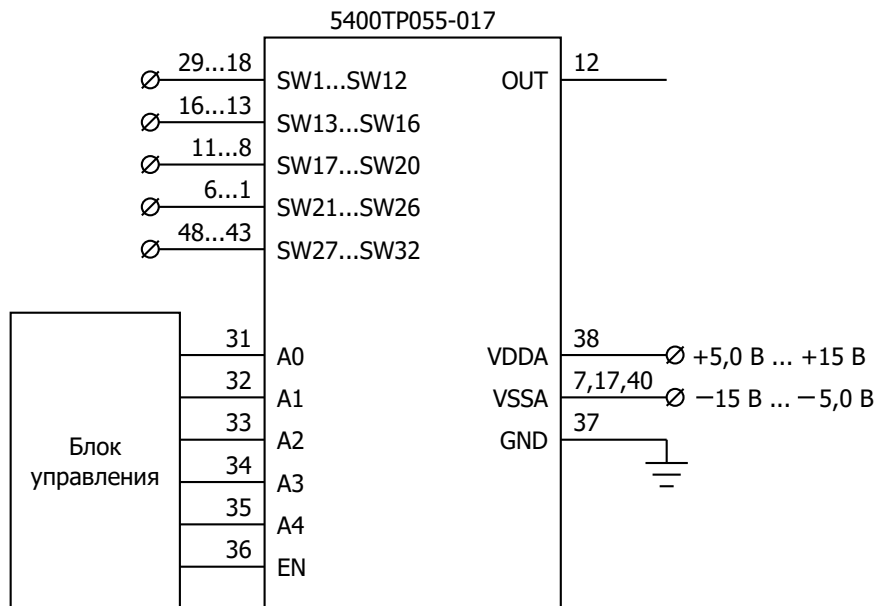 5400ТР055-017
29...18 SW1...SW12 OUT 12
16...13 SW13...SW16
11...8 SW17...SW20
6...1 SW21...SW26
48...43 SW27...SW32
31 A0 VDDA 38 +5,0 В ... +15 В
32 A1 VSSA 7,17,40 −15 В ... −5,0 В
33 A2 GND 37
34 A3
35 A4
36 EN
Блок
управления